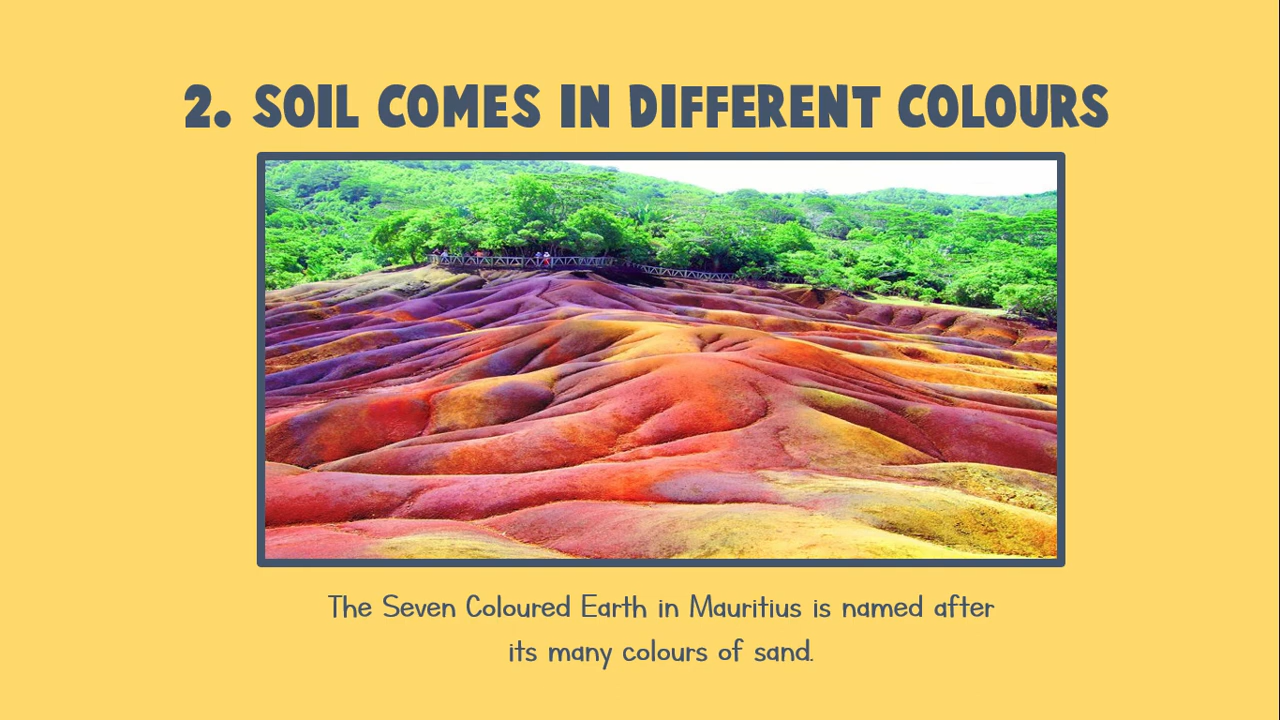 2. SOIL COMES IN DIFFERENT COLOURS
The Seven Coloured Earth in Mauritius is named after
its many colours of sand.